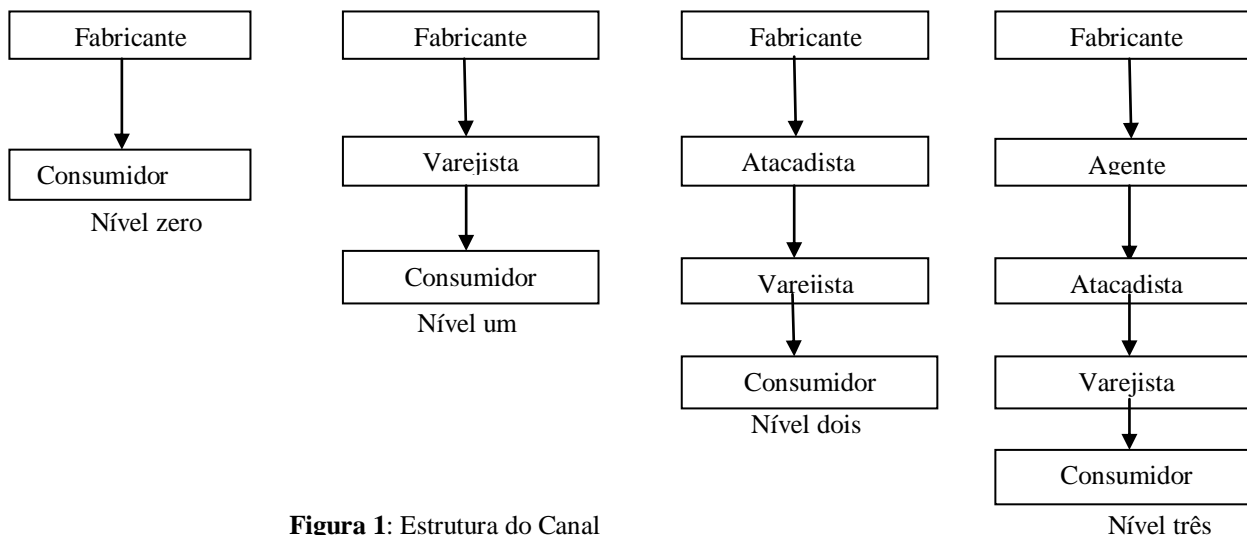 Fabricante
Consumidor
Nível zero
Fabricante
Varejista
Consumidor
Nível um
Fabricante
Atacadista
Varejista
Consumidor
Nível dois
Fabricante
Agente
Atacadista
Varejista
Consumidor
Nível três
Figura 1: Estrutura do Canal